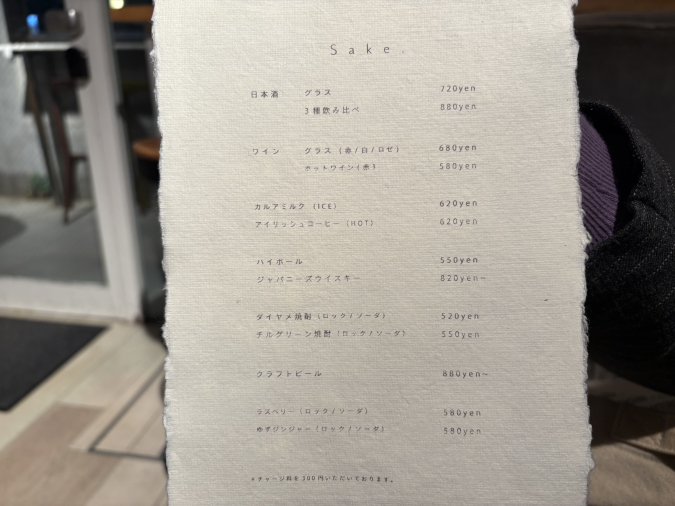 Sake.
日本酒 グラス 720yen
3種飲み比べ 880yen
ワイン グラス (赤/白/ロゼ) 680yen
ホットワイン(赤) 580yen
カルアミルク (ICE) 620yen
アイリッシュコーヒー (HOT) 620yen
ハイボール 550yen
ジャパニーズウイスキー 820yen~
ダイヤメ焼酎 (ロック/ソーダ) 520yen
チルグリーン焼酎 (ロック/ソーダ) 550yen
クラフトビール 880yen~
ラズベリー (ロック/ソーダ) 580yen
ゆずジンジャー (ロック/ソーダ) 580yen
*チャージ料を300円いただいております。